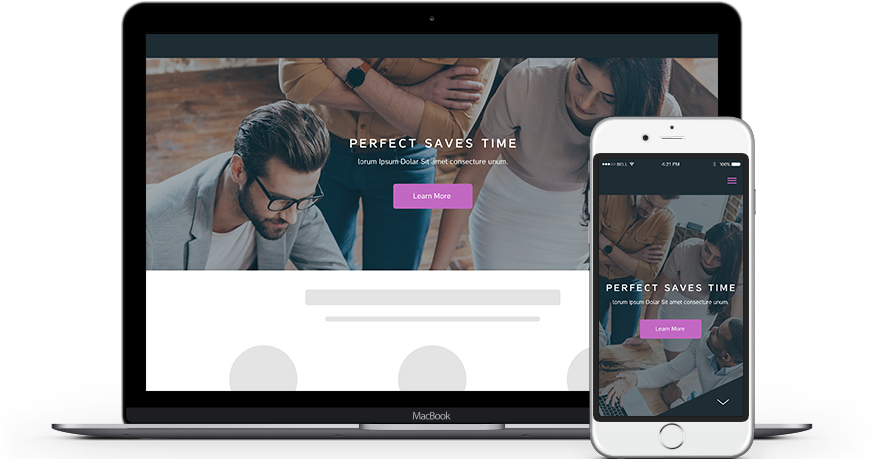 PERFECT SAVES TIME
lorum Ipsum Dolar Sit amet consecture unum.
Learn More
MacBook
BELL
4:21 PM
100%
PERFECT SAVES TIME
lorum Ipsum Dolar Sit amet consecture unum.
Learn More